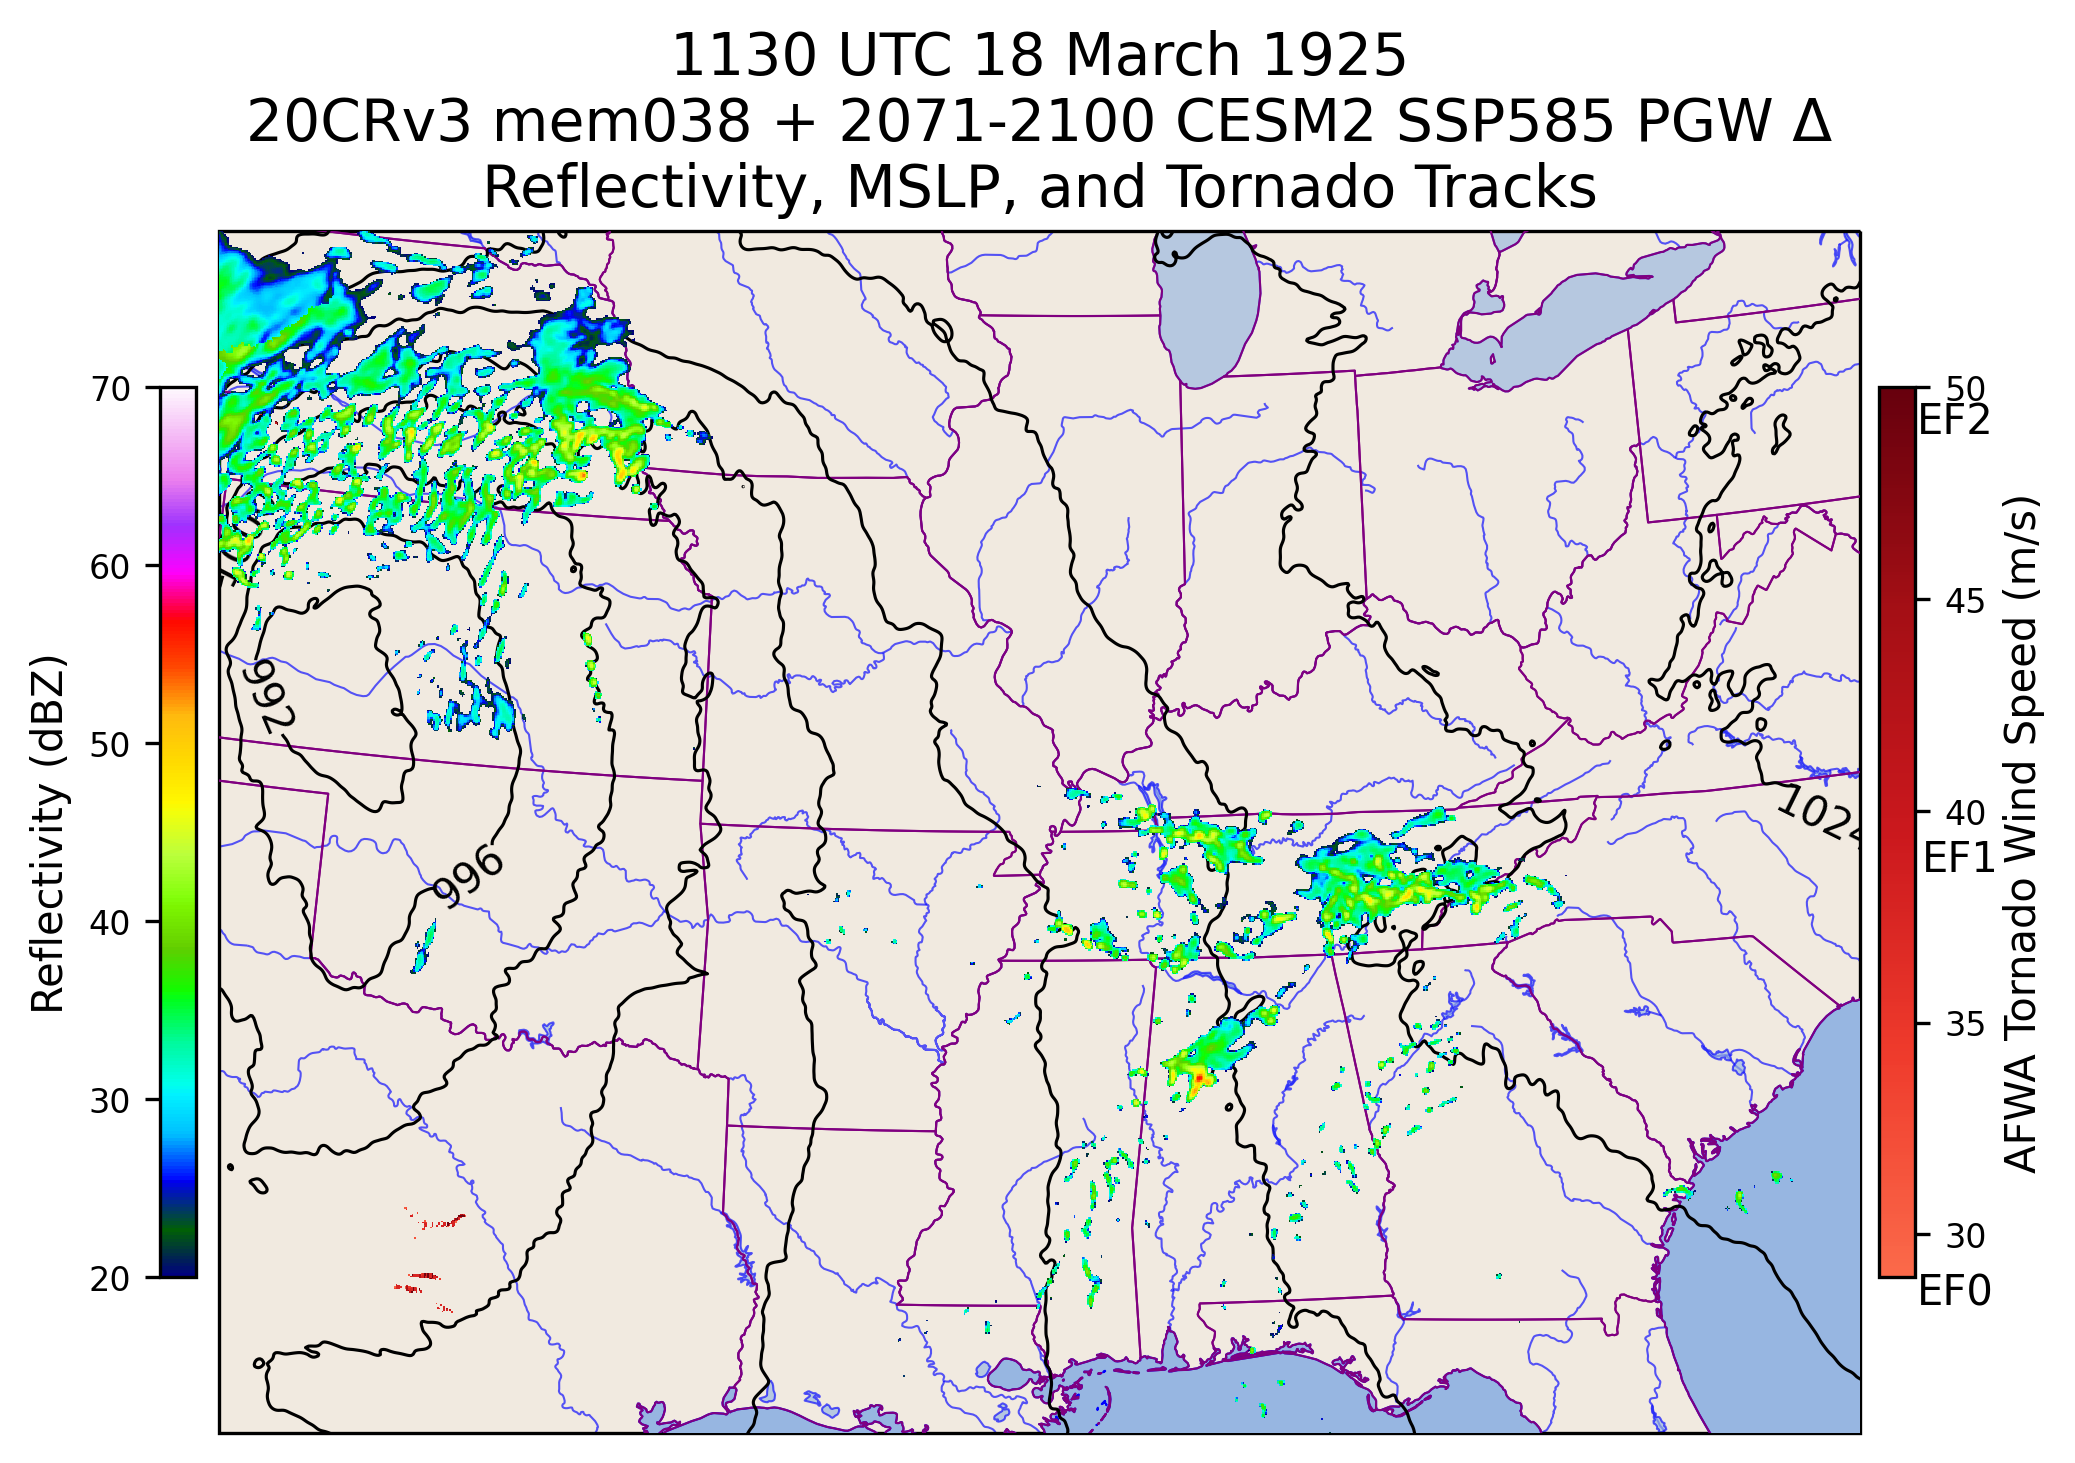 1130 UTC 18 March 1925
20CRv3 mem038 + 2071-2100 CESM2 SSP585 PGW Δ
Reflectivity, MSLP, and Tornado Tracks
Reflectivity (dBZ)
70
60
50
40
30
20
992
996
1024
50
EF2
45
40
EF1
35
30
EF0
AFWA Tornado Wind Speed (m/s)